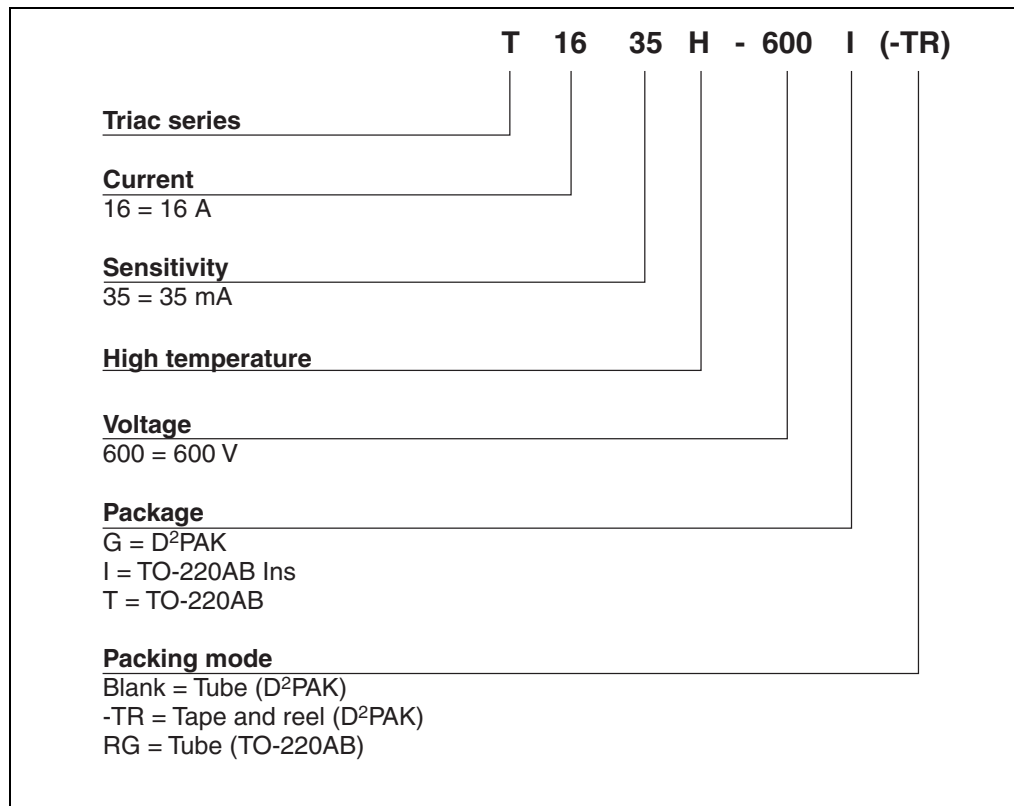 T 16 35 H - 600 I (-TR)
Triac series
Current
16 = 16 A
Sensitivity
35 = 35 mA
High temperature
Voltage
600 = 600 V
Package
G = D²PAK
I = TO-220AB Ins
T = TO-220AB
Packing mode
Blank = Tube (D²PAK)
-TR = Tape and reel (D²PAK)
RG = Tube (TO-220AB)